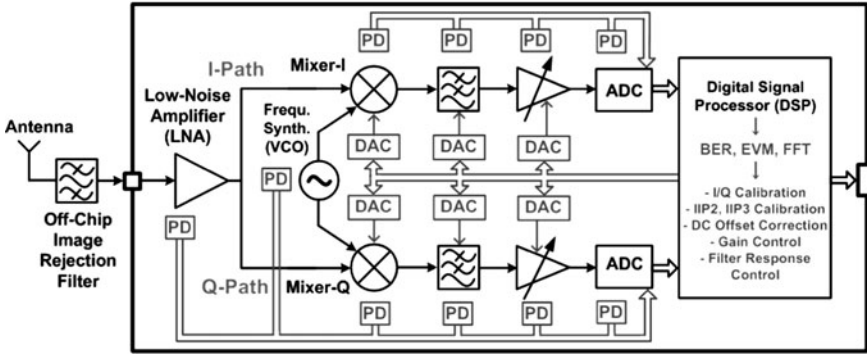 PD
PD
PD
PD
I-Path
Mixer-I
Low-Noise
Amplifier
(LNA)
Frequ.
Synth.
(VCO)
ADC
Digital Signal
Processor (DSP)
Antenna
DAC
DAC
DAC
BER, EVM, FFT
PD
- I/Q Calibration
- IIP2, IIP3 Calibration
- DC Offset Correction
- Gain Control
- Filter Response
Control
DAC
DAC
DAC
Off-Chip
Image
Rejection
Filter
PD
ADC
Q-Path
Mixer-Q
PD
PD
PD
PD